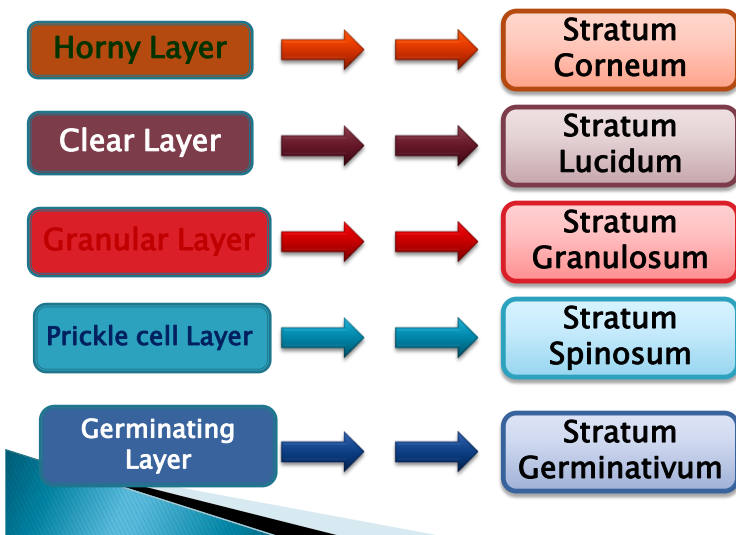 Horny Layer
Stratum
Corneum
Clear Layer
Stratum
Lucidum
Granular Layer
Stratum
Granulosum
Prickle cell Layer
Stratum
Spinosum
Germinating
Layer
Stratum
Germinativum